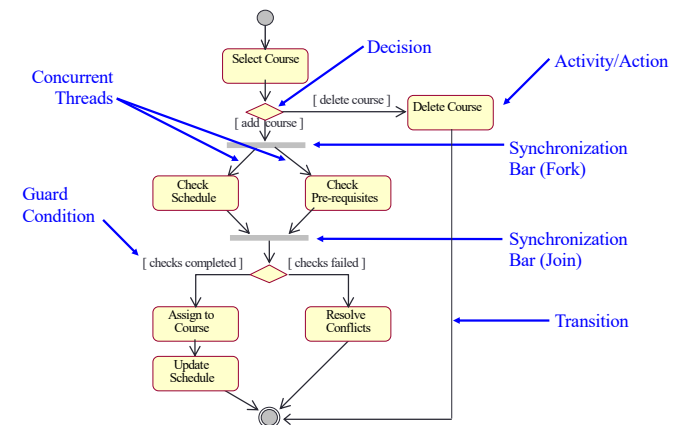 Decision
Select Course
Activity/Action
Concurrent
Threads
[ delete course ]
Delete Course
[ add course ]
Synchronization
Bar (Fork)
Check
Schedule
Check
Pre-requisites
Guard
Condition
Synchronization
Bar (Join)
[ checks completed ]
[ checks failed ]
Assign to
Course
Resolve
Conflicts
Transition
Update
Schedule